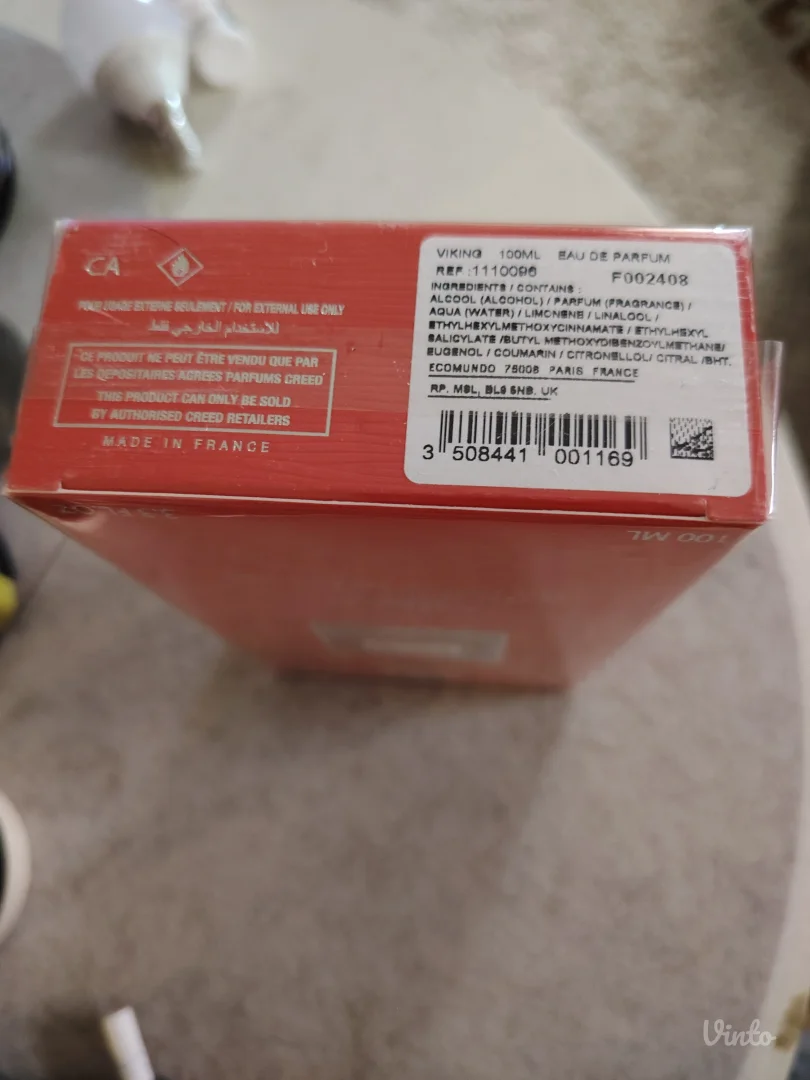 CA
POUR USAGE EXTERNE SEULEMENT / FOR EXTERNAL USE ONLY
للاستخدام الخارجي فقط
CE PRODUIT NE PEUT ÊTRE VENDU QUE PAR
LES DÉPOSITAIRES AGRÉÉS PARFUMS CREED
THIS PRODUCT CAN ONLY BE SOLD
BY AUTHORISED CREED RETAILERS
MADE IN FRANCE
VIKING 100ML EAU DE PARFUM
REF :1110096 F002408
INGREDIENTS / CONTAINS :
ALCOOL (ALCOHOL) / PARFUM (FRAGRANCE) /
AQUA (WATER) / LIMONENE / LINALOOL /
ETHYLHEXYLMETHOXYCINNAMATE / ETHYLHEXYL
SALICYLATE /BUTYL METHOXYDIBENZOYLMETHANE/
EUGENOL / COUMARIN / CITRONELLOL/ CITRAL /BHT.
ECOMUNDO 75005 PARIS FRANCE
RP. MSL, BL9 5NB. UK
3 508441 001169
100 ML
Vinto